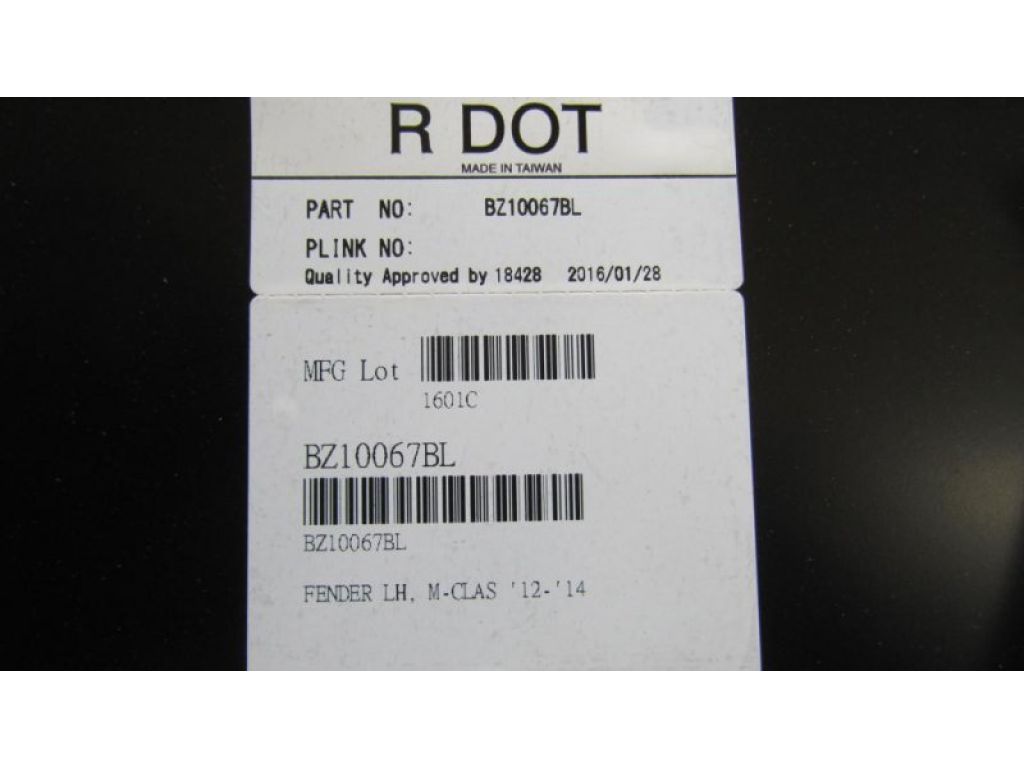 R DOT
MADE IN TAIWAN
PART NO: BZ10067BL
PLINK NO:
Quality Approved by 18428 2016/01/28
MFG Lot
1601C
BZ10067BL
BZ10067BL
FENDER LH, M-CLAS '12-'14